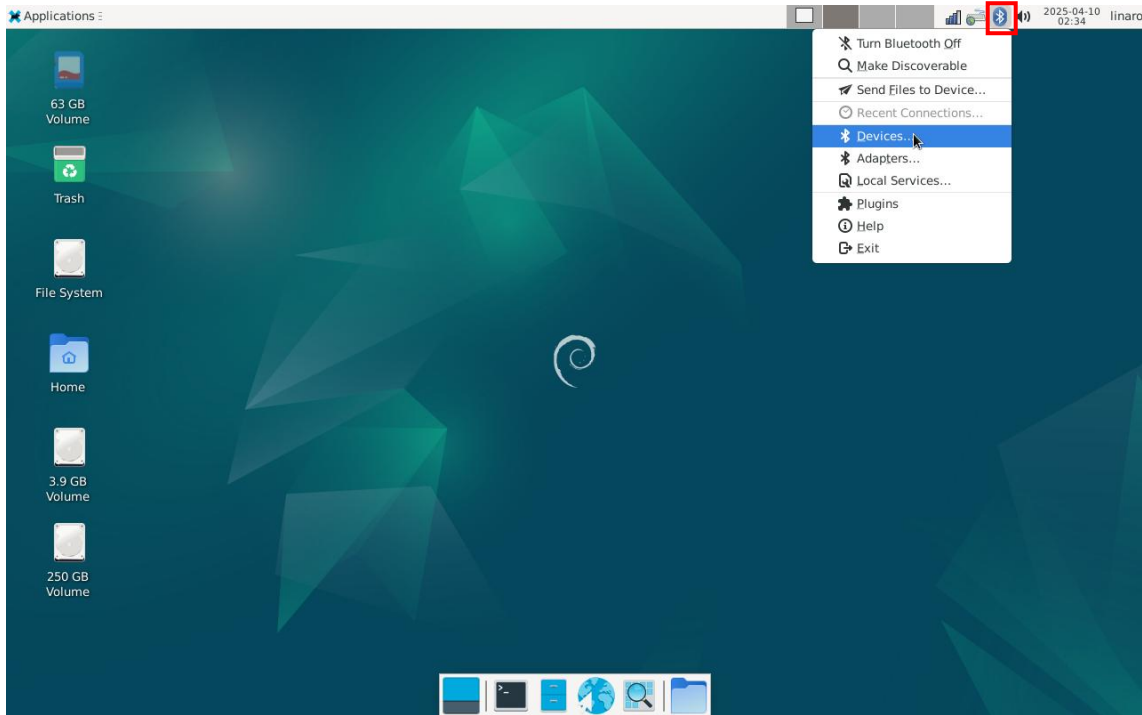 Applications
2025-04-10
02:34
linaro
Turn Bluetooth Off
Make Discoverable
Send Files to Device...
Recent Connections...
Devices...
Adapters...
Local Services...
Plugins
Help
Exit
63 GB
Volume
Trash
File System
Home
3.9 GB
Volume
250 GB
Volume